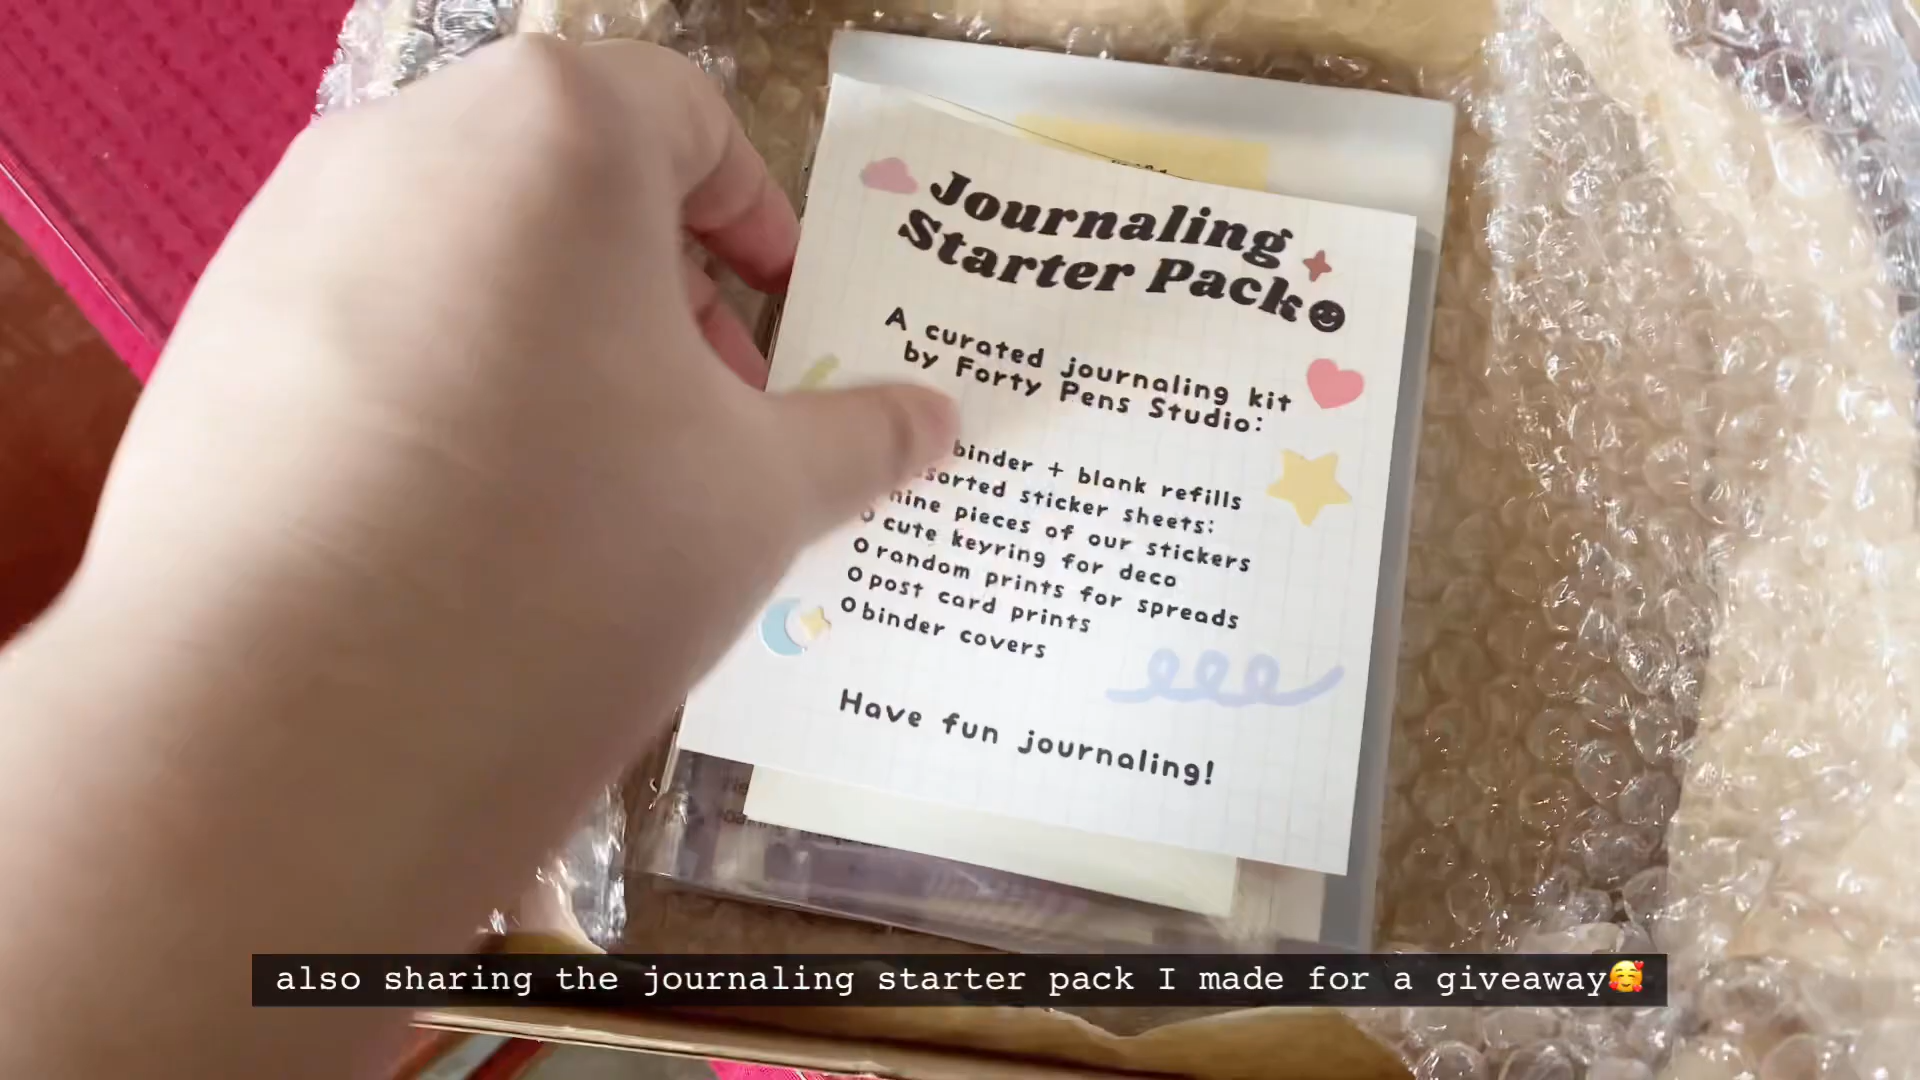 Journaling
Starter Pack
A curated journaling kit
by Forty Pens Studio:
binder + blank refills
sticker sheets:
nine pieces of our stickers
O cute keyring for deco
O random prints for spreads
O post card prints
O binder covers
Have fun journaling!
also sharing the journaling starter pack I made for a giveaway🥰